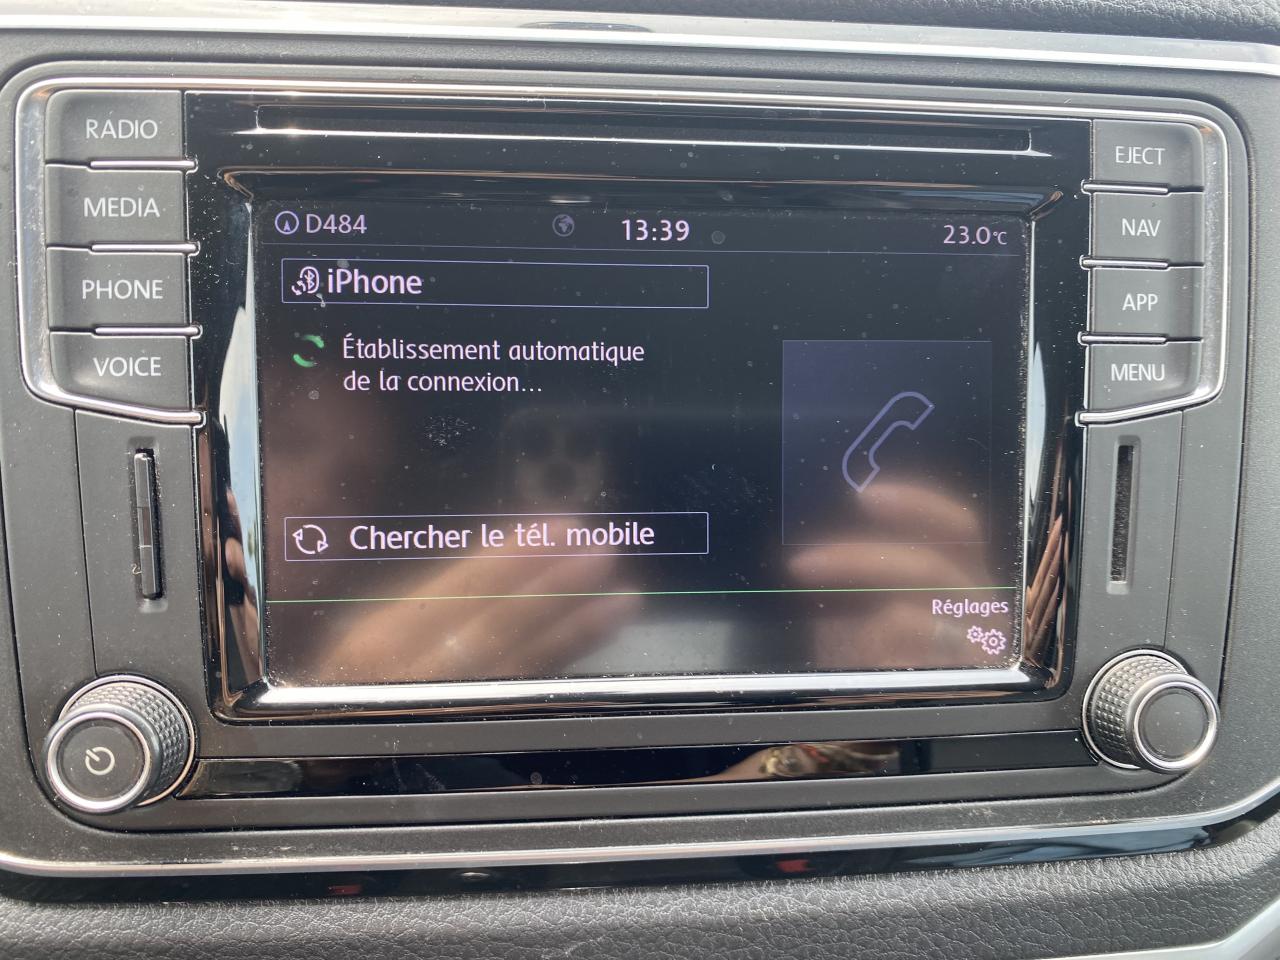 RADIO
MEDIA
PHONE
VOICE
EJECT
NAV
APP
MENU
D484
13:39
23.0°C
iPhone
Établissement automatique
de la connexion...
Chercher le tél. mobile
Réglages